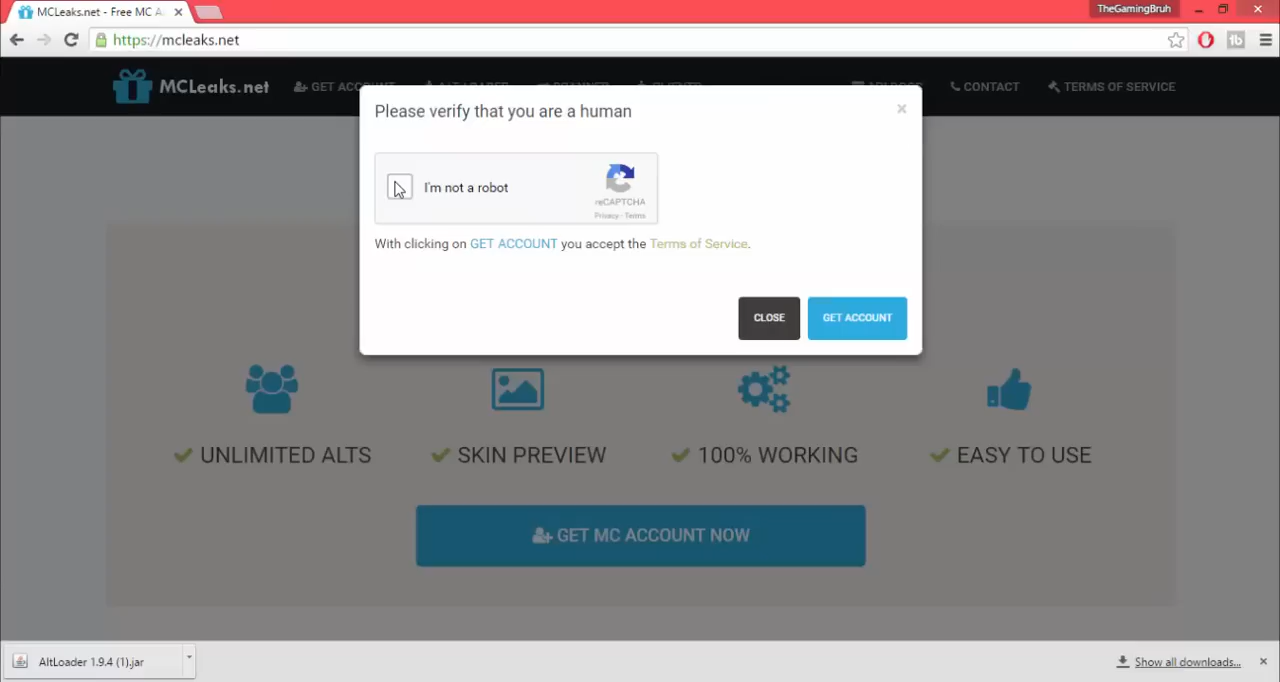 MCLeaks.net - Free MC A
TheGamingBruh
https://mcleaks.net
MCLeaks.net
GET ACCOUNT
CONTACT
TERMS OF SERVICE
Please verify that you are a human
I'm not a robot
reCAPTCHA
Privacy - Terms
With clicking on GET ACCOUNT you accept the Terms of Service.
CLOSE
GET ACCOUNT
UNLIMITED ALTS
SKIN PREVIEW
100% WORKING
EASY TO USE
GET MC ACCOUNT NOW
AltLoader 1.9.4 (1).jar
Show all downloads...